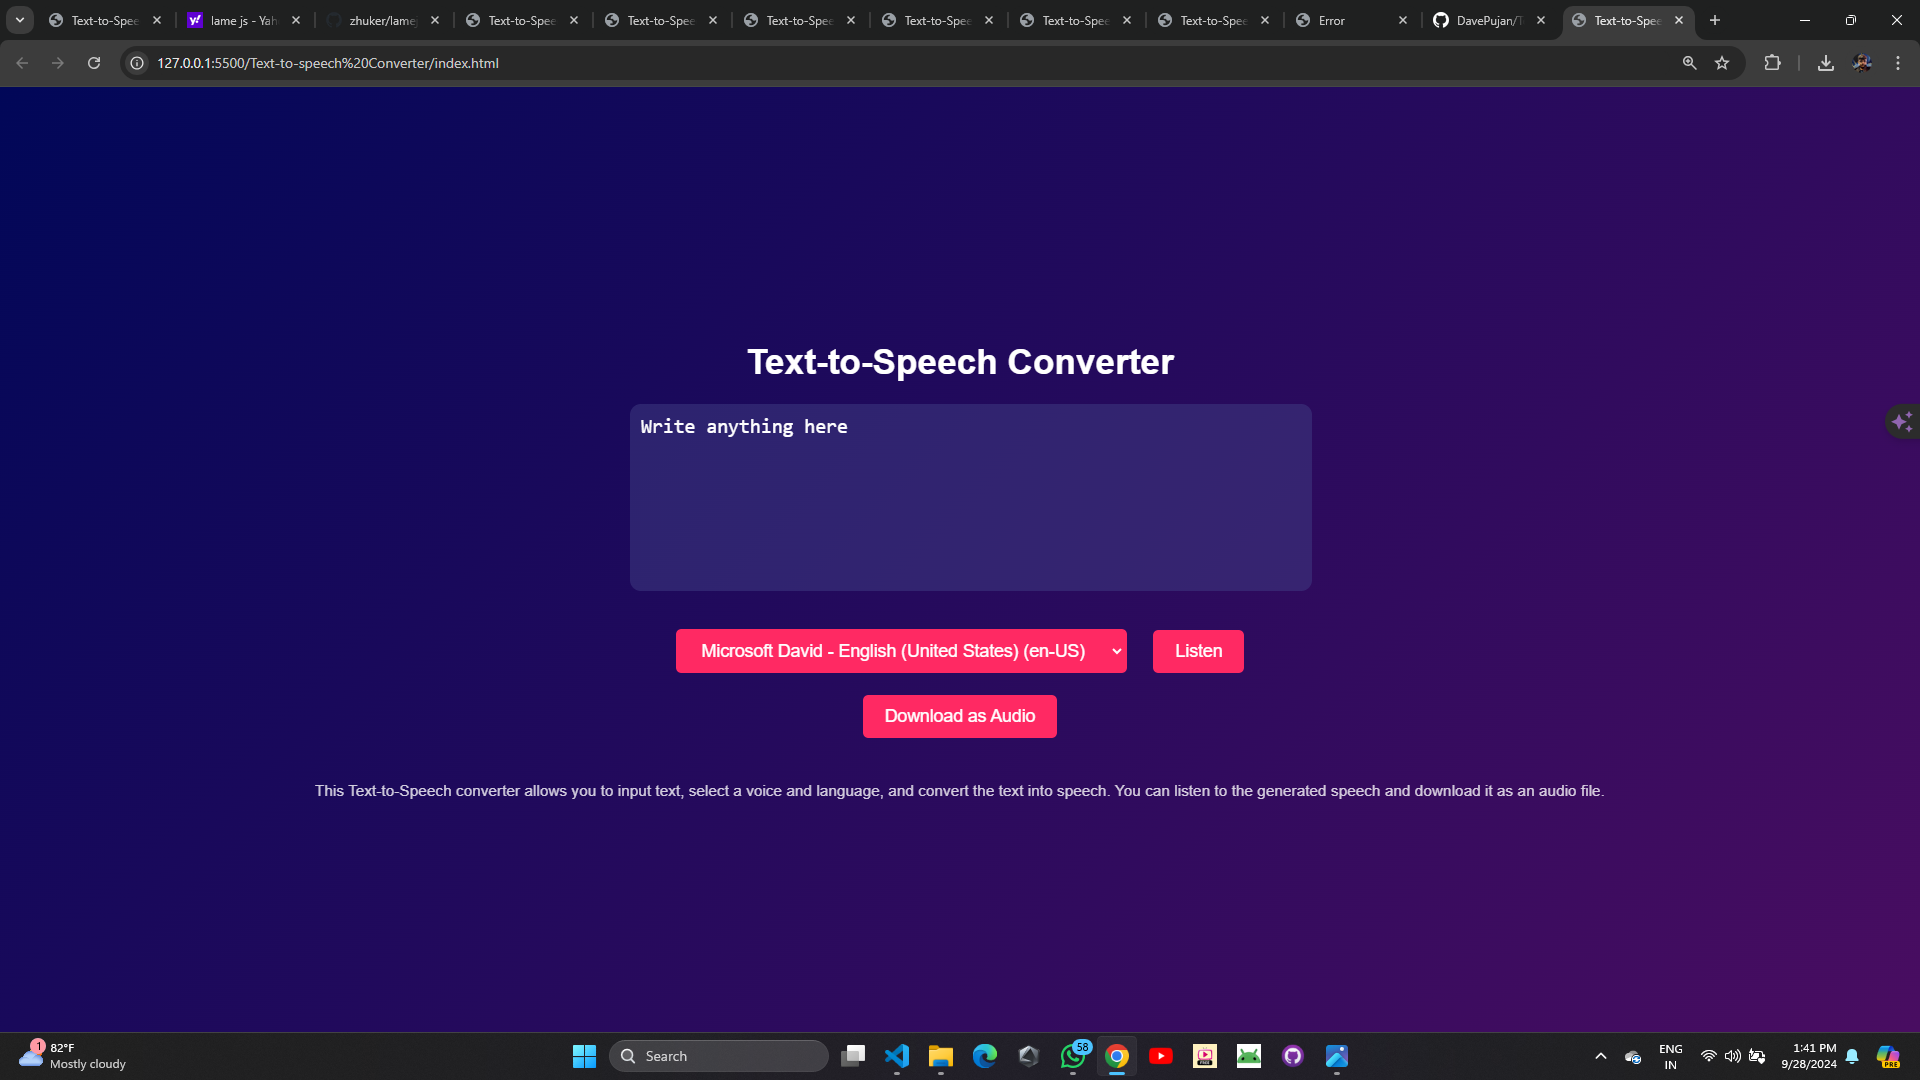 Text-to-Spee
lame js - Yah
zhuker/lame
Text-to-Spee
Text-to-Spee
Text-to-Spee
Text-to-Spee
Text-to-Spee
Text-to-Spee
Error
DavePujan/T
Text-to-Spee
127.0.0.1:5500/Text-to-speech%20Converter/index.html
Text-to-Speech Converter
Write anything here
Microsoft David - English (United States) (en-US)
Listen
Download as Audio
This Text-to-Speech converter allows you to input text, select a voice and language, and convert the text into speech. You can listen to the generated speech and download it as an audio file.
1
82°F
Mostly cloudy
Search
58
ENG
IN
1:41 PM
9/28/2024
PRE